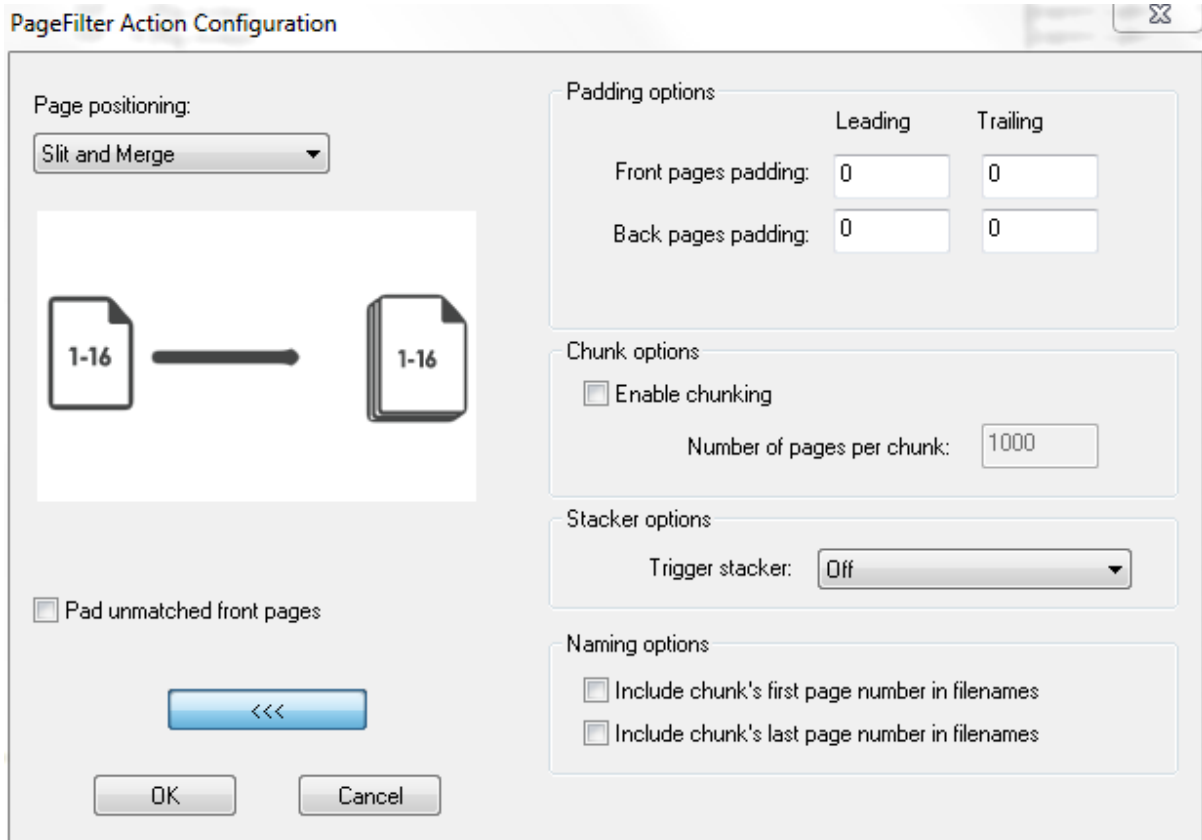 PageFilter Action Configuration
Page positioning:
Slit and Merge
1-16
1-16
Pad unmatched front pages
<<<
OK
Cancel
Padding options
Leading
Trailing
Front pages padding:
0
0
Back pages padding:
0
0
Chunk options
Enable chunking
Number of pages per chunk:
1000
Stacker options
Trigger stacker:
Off
Naming options
Include chunk's first page number in filenames
Include chunk's last page number in filenames